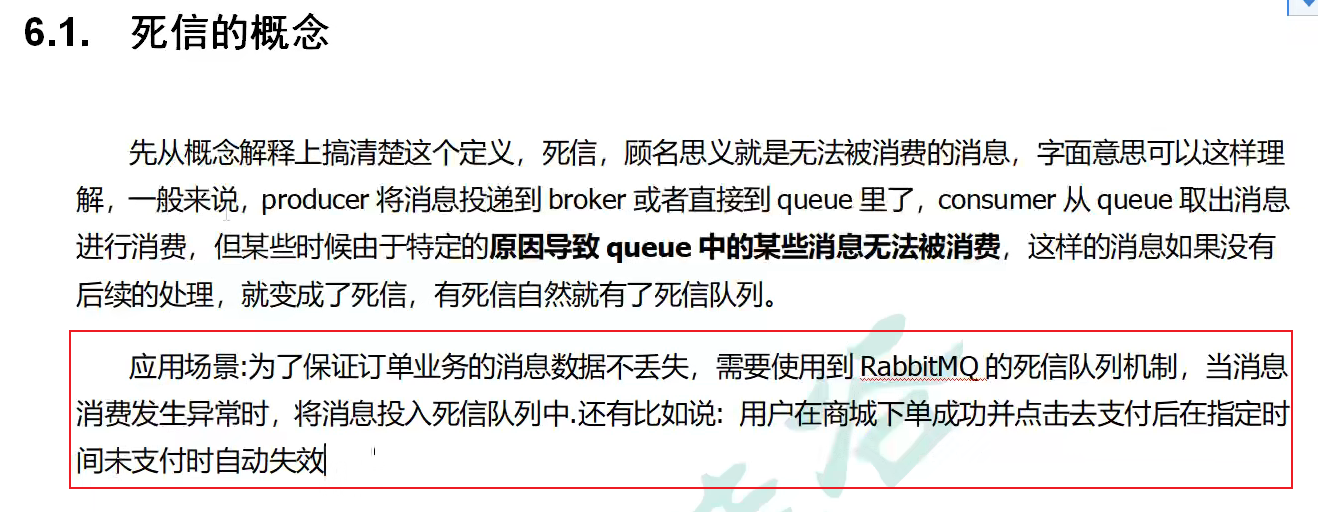 6.1. 死信的概念
先从概念解释上搞清楚这个定义，死信，顾名思义就是无法被消费的消息，字面意思可以这样理
解，一般来说，producer 将消息投递到 broker 或者直接到 queue 里了，consumer 从 queue 取出消息
进行消费，但某些时候由于特定的原因导致 queue 中的某些消息无法被消费，这样的消息如果没有
后续的处理，就变成了死信，有死信自然就有了死信队列。
应用场景:为了保证订单业务的消息数据不丢失，需要使用到 RabbitMQ 的死信队列机制，当消息
消费发生异常时，将消息投入死信队列中.还有比如说：用户在商城下单成功并点击去支付后在指定时
间未支付时自动失效